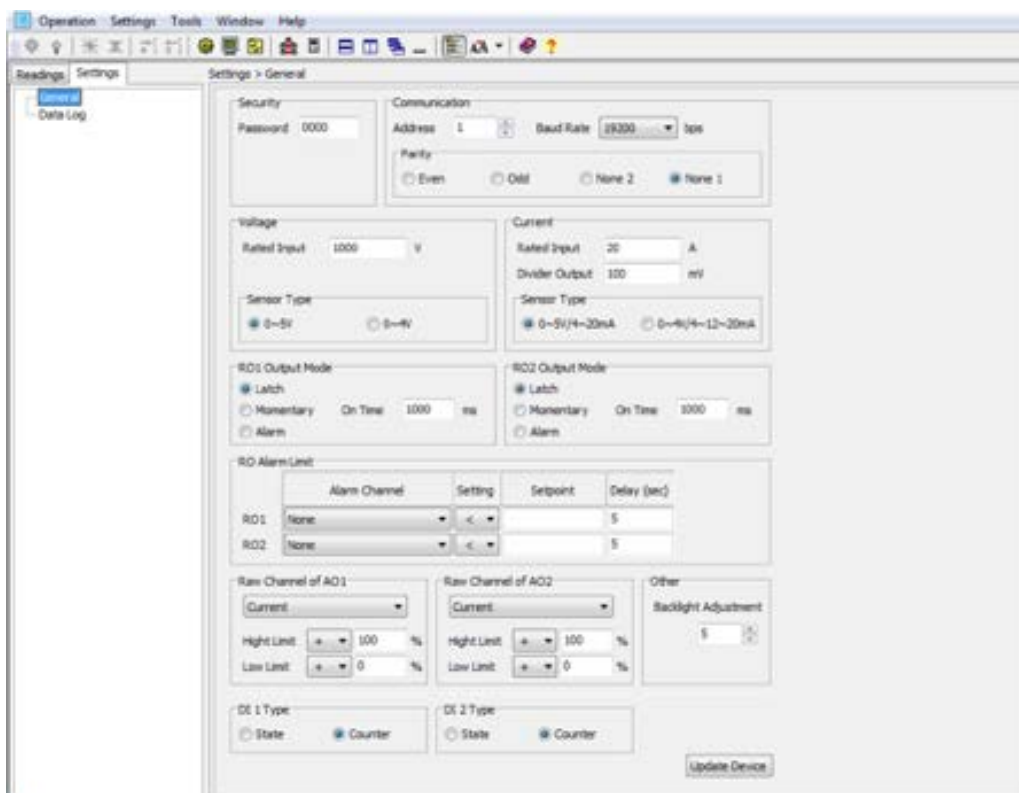 Operation Settings Tools Window Help
Readings Settings
Settings > General
General
Data Log
Security
Password 0000
Communication
Address 1 Baud Rate 19200 bps
Parity
Even Odd None 2 None 1
Voltage
Rated Input 1000 V
Sensor Type
0~5V 0~4V
Current
Rated Input 20 A
Divider Output 100 mV
Sensor Type
0~5V/4~20mA 0~4V/4~12~20mA
RO1 Output Mode
Latch
Momentary On Time 1000 ms
Alarm
RO2 Output Mode
Latch
Momentary On Time 1000 ms
Alarm
RO Alarm Limit
Alarm Channel Setting Setpoint Delay (sec)
RO1 None < 5
RO2 None < 5
Raw Channel of AO1
Current
Hight Limit + 100 %
Low Limit + 0 %
Raw Channel of AO2
Current
Hight Limit + 100 %
Low Limit + 0 %
Other
Backlight Adjustment
5
DI 1 Type
State Counter
DI 2 Type
State Counter
Update Device